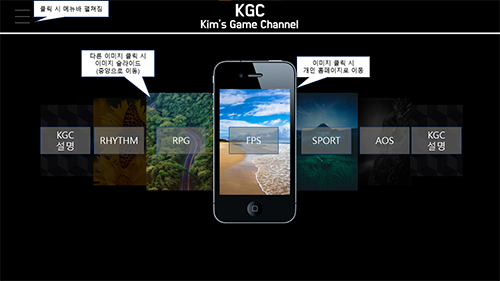 클릭 시 메뉴바 펼쳐짐
KGC
Kim's Game Channel
다른 이미지 클릭 시
이미지 슬라이드
(중앙으로 이동)
이미지 클릭 시
개인 홈페이지로 이동
KGC
설명
RHYTHM
RPG
FPS
SPORT
AOS
KGC
설명